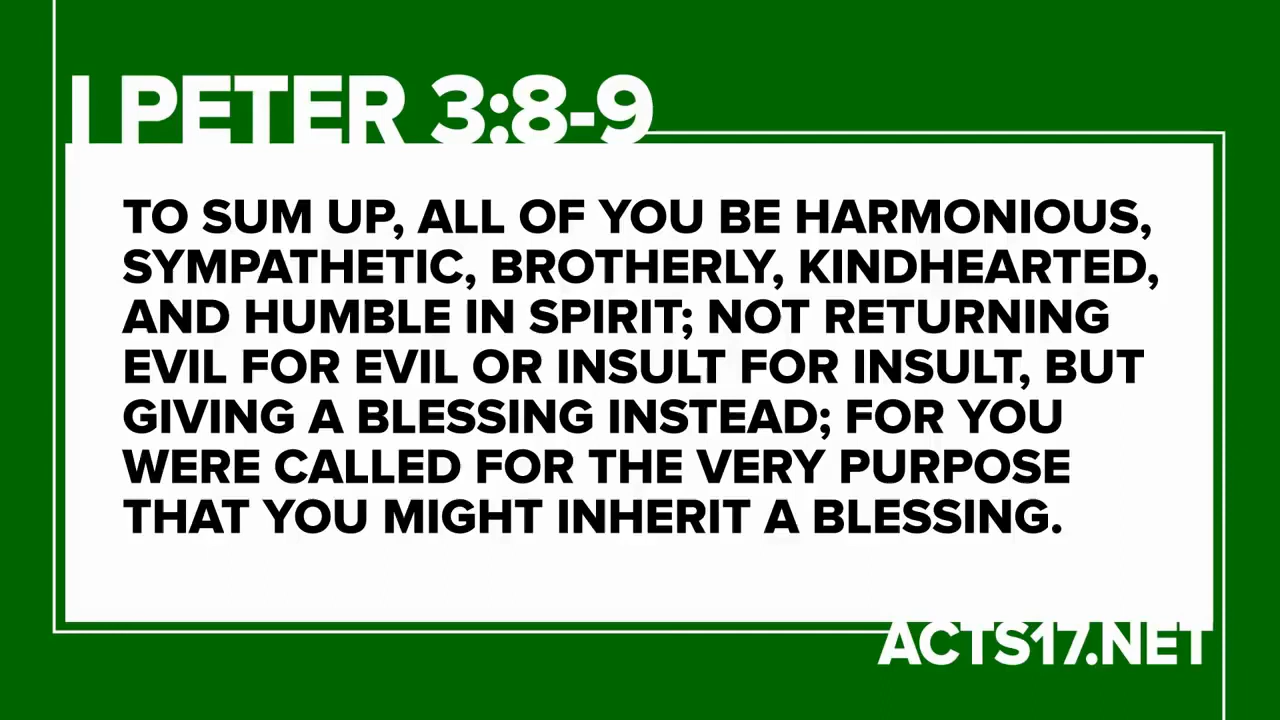 I PETER 3:8-9
TO SUM UP, ALL OF YOU BE HARMONIOUS,
SYMPATHETIC, BROTHERLY, KINDHEARTED,
AND HUMBLE IN SPIRIT; NOT RETURNING
EVIL FOR EVIL OR INSULT FOR INSULT, BUT
GIVING A BLESSING INSTEAD; FOR YOU
WERE CALLED FOR THE VERY PURPOSE
THAT YOU MIGHT INHERIT A BLESSING.
ACTS17.NET